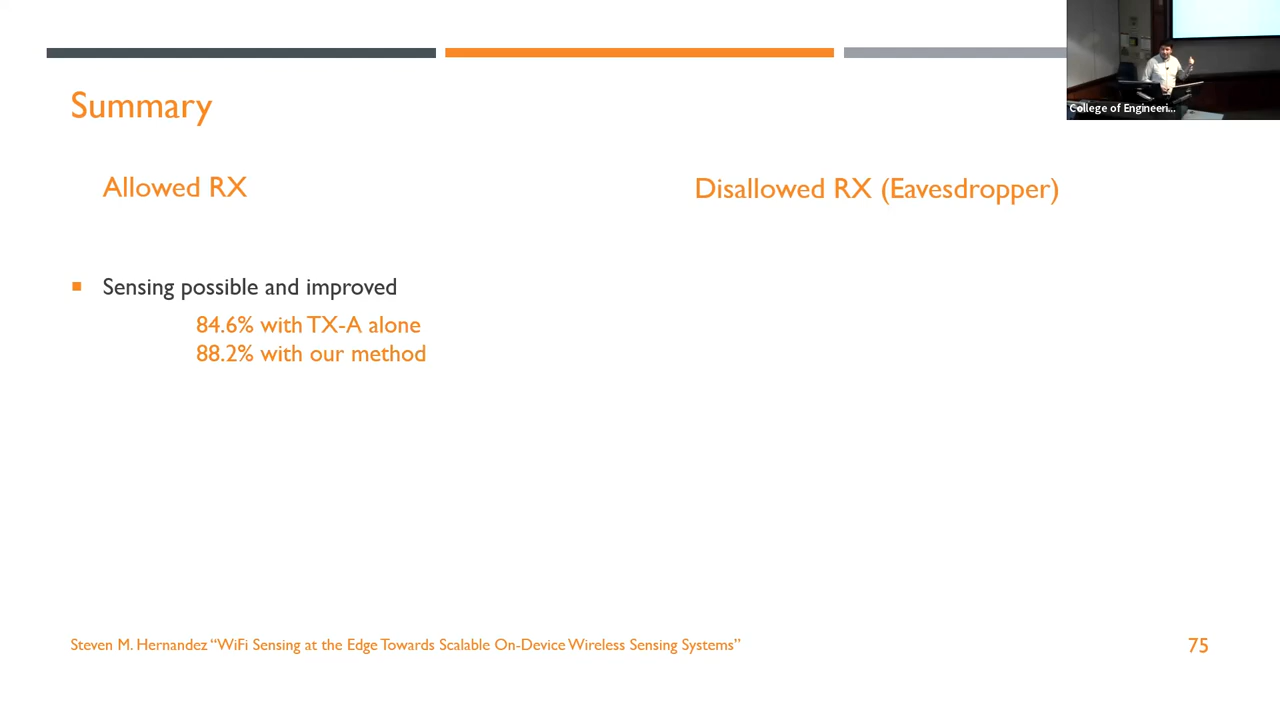 College of Engineeri...
Summary
Allowed RX
Disallowed RX (Eavesdropper)
Sensing possible and improved
84.6% with TX-A alone
88.2% with our method
Steven M. Hernandez “WiFi Sensing at the Edge Towards Scalable On-Device Wireless Sensing Systems”
75